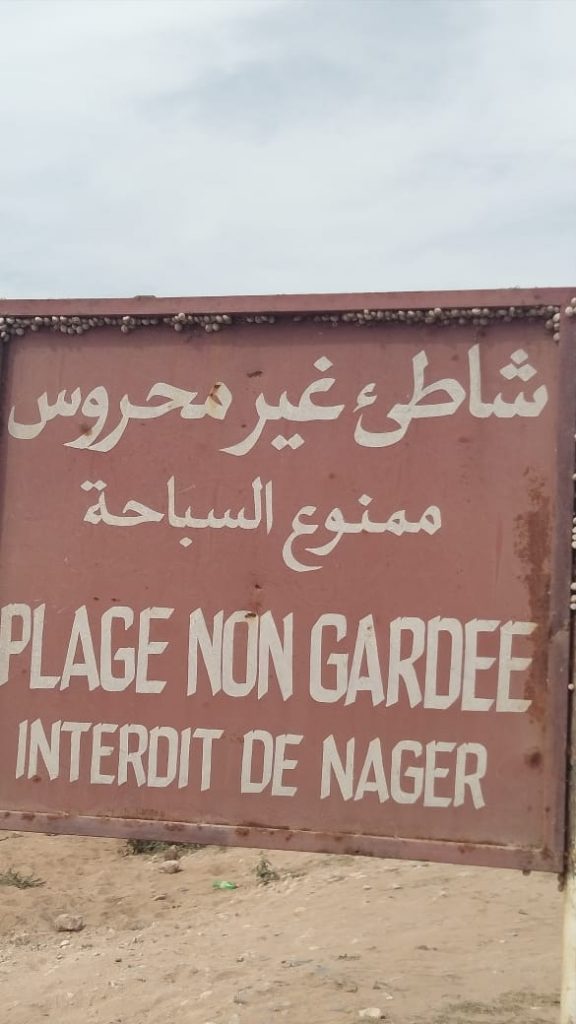 شاطئ غير محروس
ممنوع السباحة
PLAGE NON GARDEE
INTERDIT DE NAGER